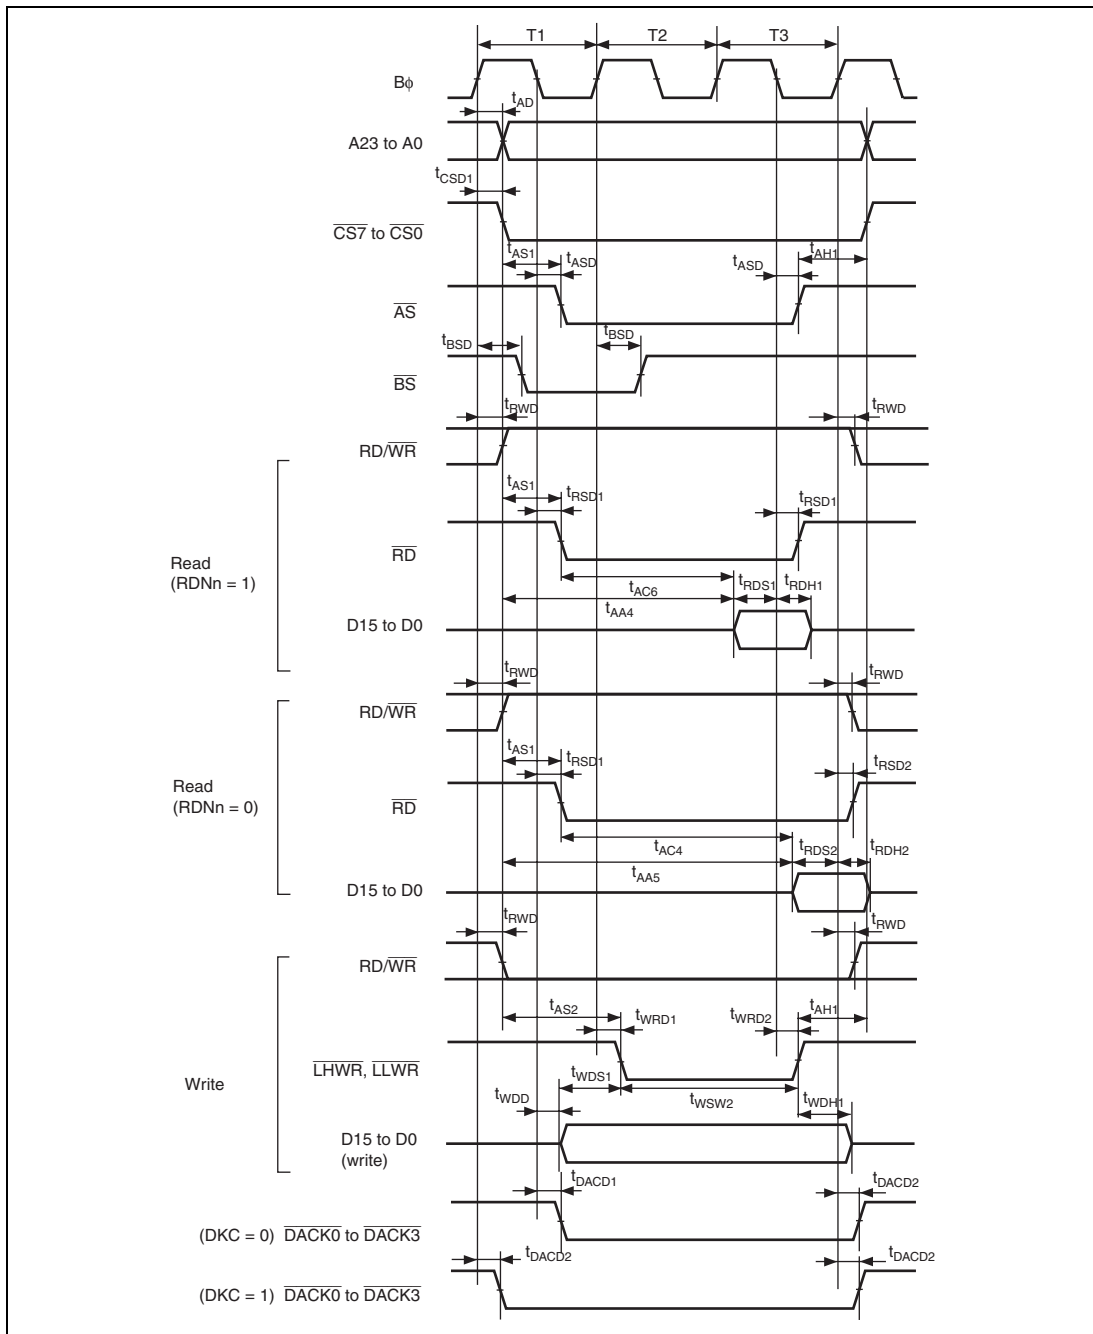 T1 T2 T3
Bϕ
tAD
A23 to A0
tCSD1
CS7 to CS0
tAS1 tASD tASD tAH1
AS
tBSD tBSD
BS
tRWD tRWD
RD/WR
tAS1 tRSD1 tRSD1
RD
Read
(RDNn = 1)
tAC6 tRDS1 tRDH1
tAA4
D15 to D0
tRWD tRWD
RD/WR
tAS1 tRSD1 tRSD2
Read
(RDNn = 0)
RD
tAC4 tRDS2 tRDH2
tAA5
D15 to D0
tRWD tRWD
RD/WR
tAS2 tWRD1 tWRD2 tAH1
LHWR, LLWR
Write
tWDD tWDS1 tWSW2 tWDH1
D15 to D0
(write)
tDACD1 tDACD2
(DKC = 0) DACK0 to DACK3
tDACD2 tDACD2
(DKC = 1) DACK0 to DACK3